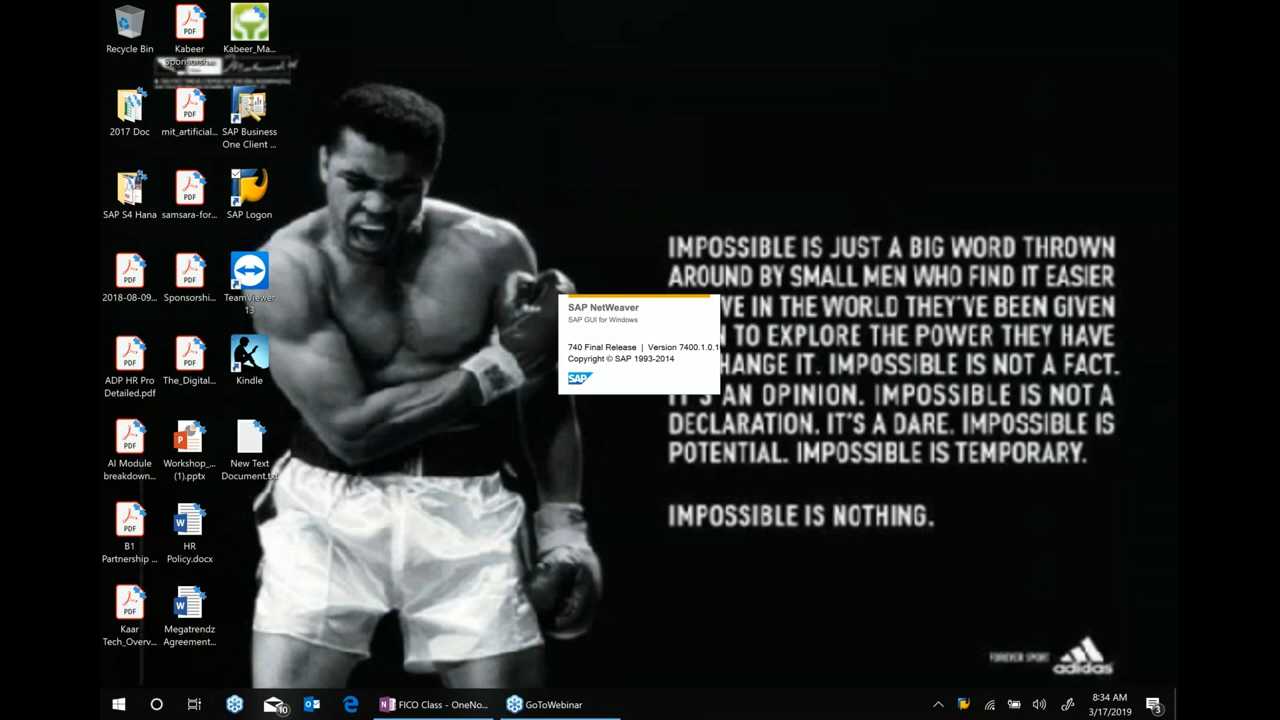 Recycle Bin
Kabeer
Sponsorsh...
Kabeer_Ma...
2017 Doc
mit_artificial...
SAP Business
One Client ...
SAP S4 Hana
samsara-for...
SAP Logon
2018-08-09...
Sponsorshi...
TeamViewer
13
ADP HR Pro
Detailed.pdf
The_Digital...
Kindle
AI Module
breakdown...
Workshop_...
(1).pptx
New Text
Document.txt
B1
Partnership ...
HR
Policy.docx
Kaar
Tech_Overv...
Megatrendz
Agreement...
SAP NetWeaver
SAP GUI for Windows
740 Final Release | Version 7400.1.0.1
Copyright © SAP 1993-2014
SAP
IMPOSSIBLE IS JUST A BIG WORD THROWN
AROUND BY SMALL MEN WHO FIND IT EASIER
VE IN THE WORLD THEY'VE BEEN GIVEN
N TO EXPLORE THE POWER THEY HAVE
HANGE IT. IMPOSSIBLE IS NOT A FACT.
IT'S AN OPINION. IMPOSSIBLE IS NOT A
DECLARATION. IT'S A DARE. IMPOSSIBLE IS
POTENTIAL. IMPOSSIBLE IS TEMPORARY.
IMPOSSIBLE IS NOTHING.
FOREVER SPORT
adidas
10
FICO Class - OneNo...
GoToWebinar
8:34 AM
3/17/2019
3